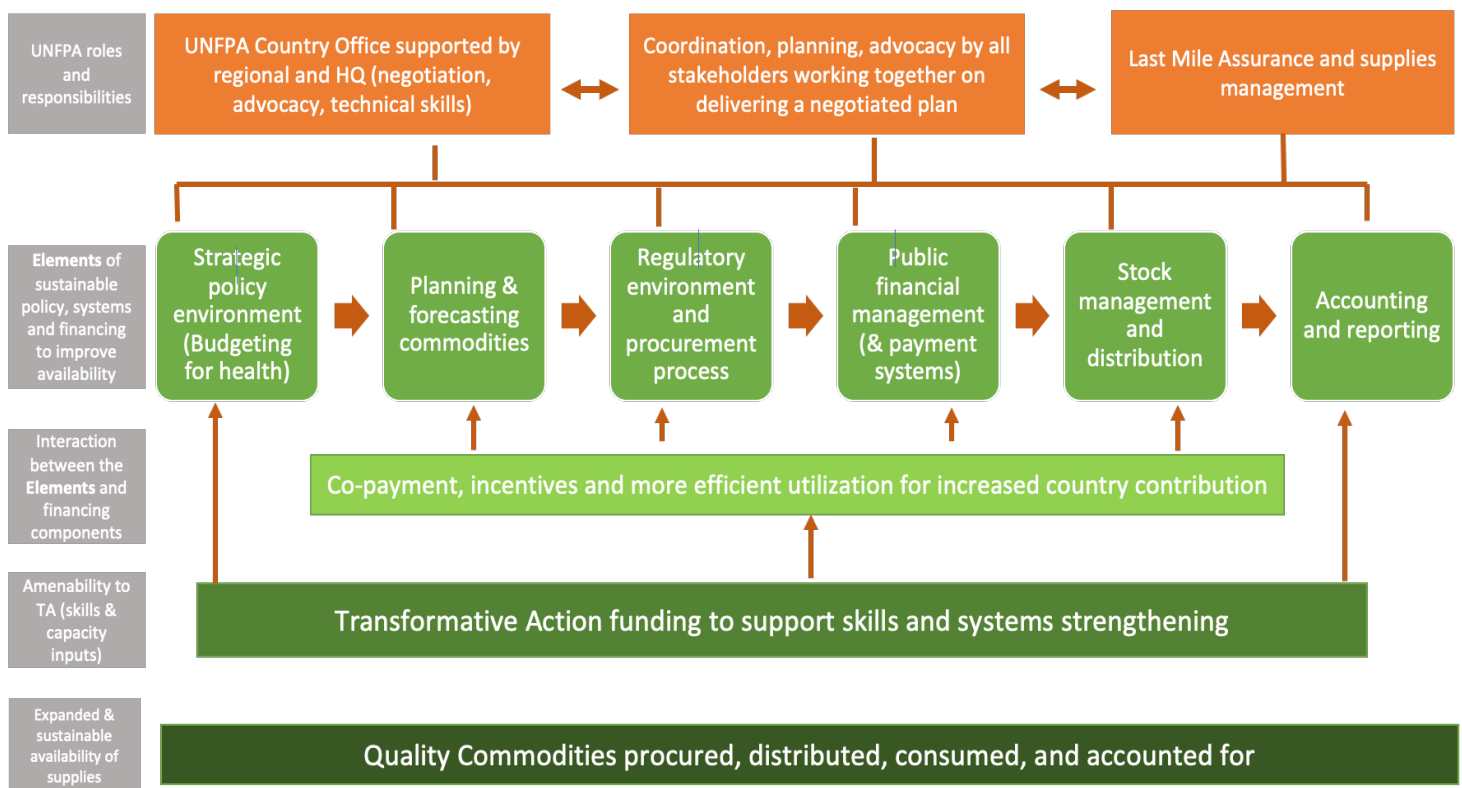 UNFPA roles
and
responsibilities
UNFPA Country Office supported by
regional and HQ (negotiation,
advocacy, technical skills)
Coordination, planning, advocacy by all
stakeholders working together on
delivering a negotiated plan
Last Mile Assurance and supplies
management
Elements of
sustainable
policy, systems
and financing
to improve
availability
Strategic
policy
environment
(Budgeting
for health)
Planning &
forecasting
commodities
Regulatory
environment
and
procurement
process
Public
financial
management
(& payment
systems)
Stock
management
and
distribution
Accounting
and reporting
Interaction
between the
Elements and
financing
components
Co-payment, incentives and more efficient utilization for increased country contribution
Amenability to
TA (skills &
capacity
inputs)
Transformative Action funding to support skills and systems strengthening
Expanded &
sustainable
availability of
supplies
Quality Commodities procured, distributed, consumed, and accounted for